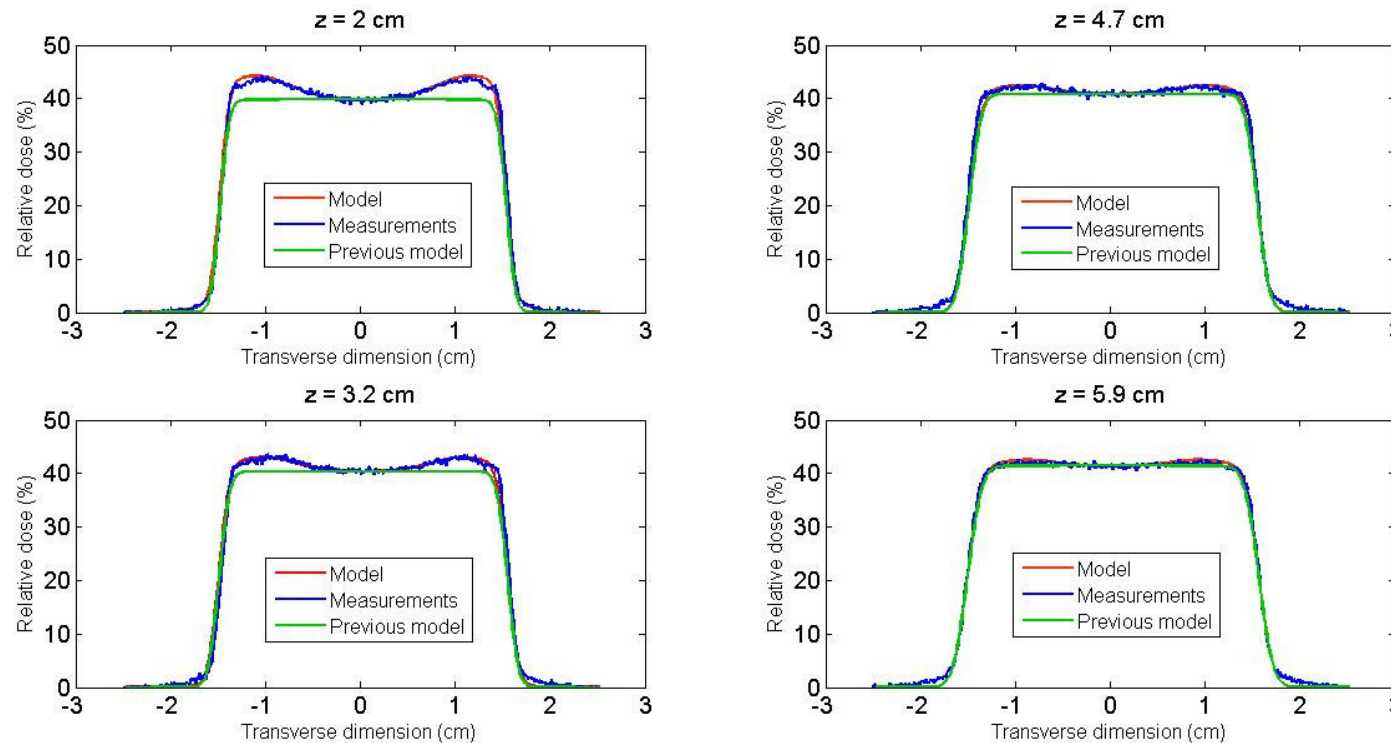 z = 2 cm
50
40
30
20
10
0
Relative dose (%)
Model
Measurements
Previous model
-3
-2
-1
0
1
2
3
Transverse dimension (cm)
z = 4.7 cm
50
40
30
20
10
0
Relative dose (%)
Model
Measurements
Previous model
-3
-2
-1
0
1
2
3
Transverse dimension (cm)
z = 3.2 cm
50
40
30
20
10
0
Relative dose (%)
Model
Measurements
Previous model
-3
-2
-1
0
1
2
3
Transverse dimension (cm)
z = 5.9 cm
50
40
30
20
10
0
Relative dose (%)
Model
Measurements
Previous model
-3
-2
-1
0
1
2
3
Transverse dimension (cm)